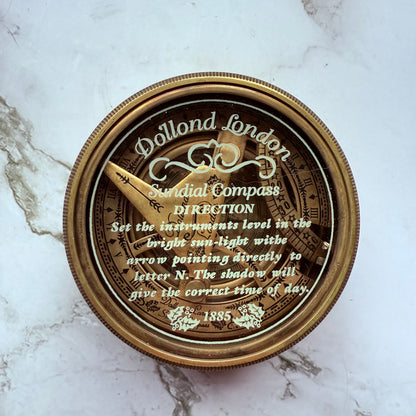 Dollond London
Sundial Compass
DIRECTION
Set the instruments level in the
bright sun-light withe
arrow pointing directly to
letter N. The shadow will
give the correct time of day.
1885